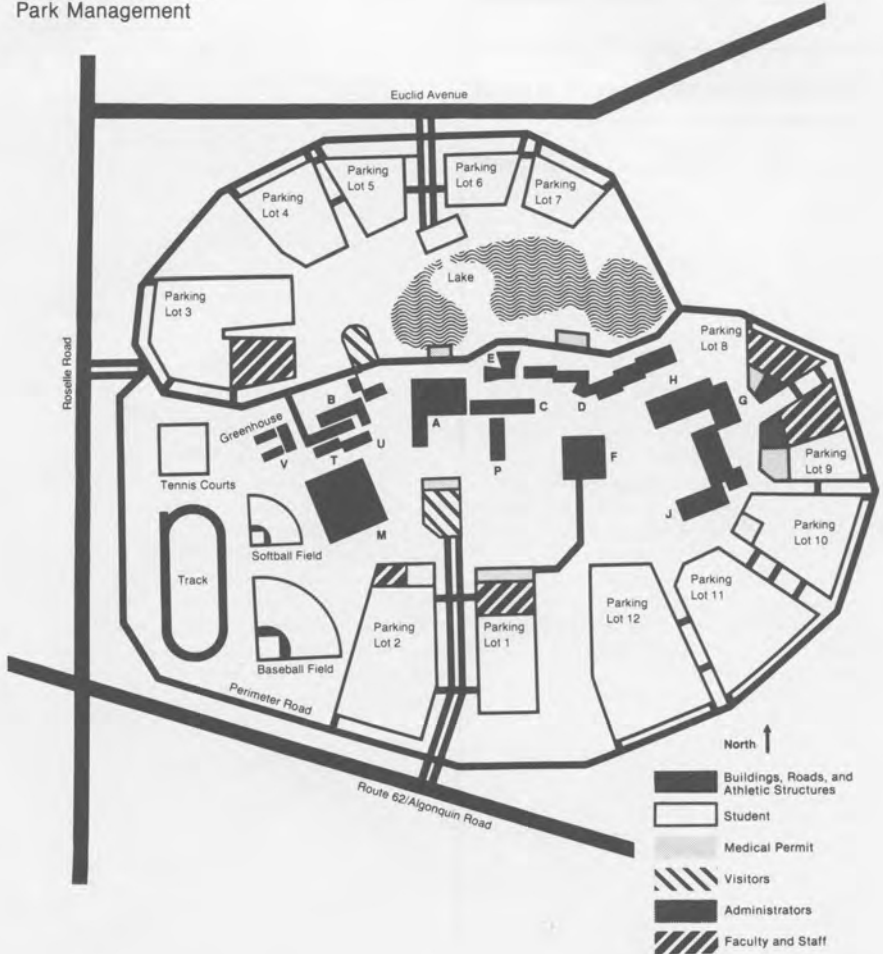 Park Management
Euclid Avenue
Parking
Lot 5
Parking
Lot 6
Parking
Lot 4
Parking
Lot 7
Lake
Parking
Lot 3
Roselle Road
Parking
Lot 8
E
H
B
C
D
G
A
Greenhouse
U
T
V
P
F
Parking
Lot 9
Tennis Courts
M
J
Parking
Lot 10
Softball Field
Track
Parking
Lot 11
Parking
Lot 2
Parking
Lot 1
Parking
Lot 12
Baseball Field
Perimeter Road
Route 62/Algonquin Road
North
Buildings, Roads, and
Athletic Structures
Student
Medical Permit
Visitors
Administrators
Faculty and Staff